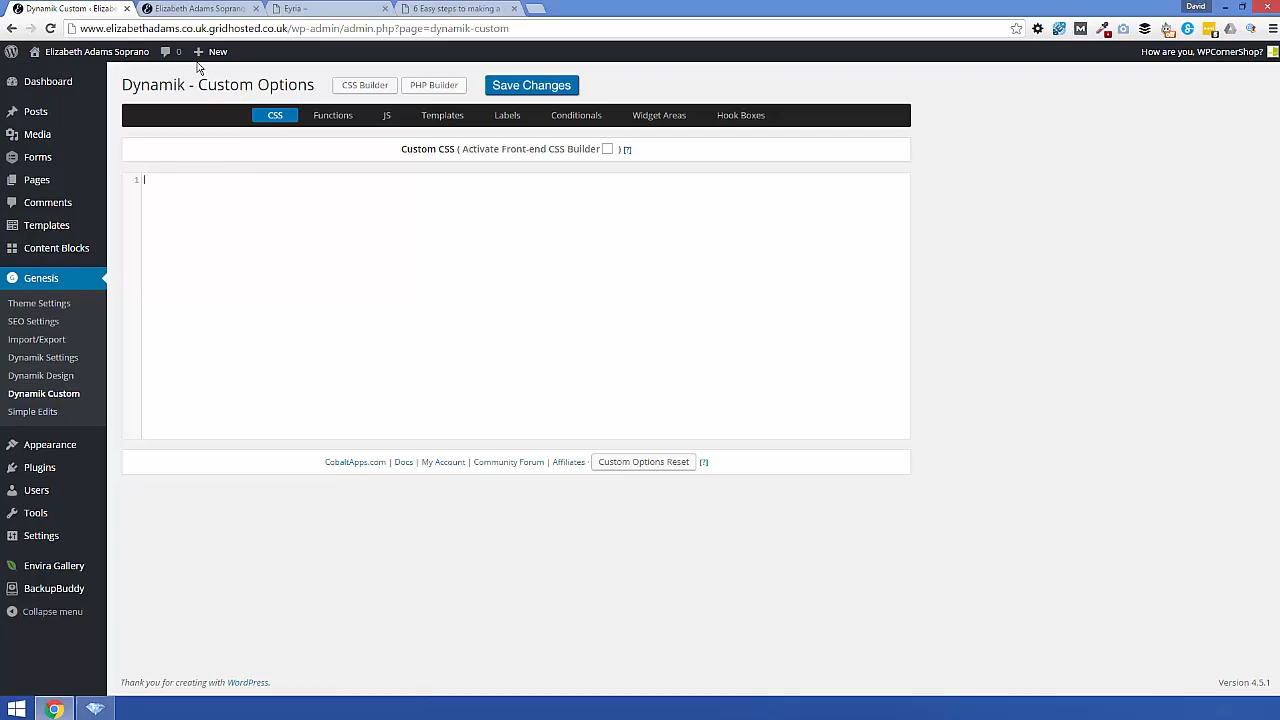 Dynamik Custom ‹ Elizabe
Elizabeth Adams Soprano
Eyria –
6 Easy steps to making a
David
www.elizabethadams.co.uk.gridhosted.co.uk/wp-admin/admin.php?page=dynamik-custom
Elizabeth Adams Soprano
0
New
How are you, WPCornerShop?
Dashboard
Posts
Media
Forms
Pages
Comments
Templates
Content Blocks
Genesis
Theme Settings
SEO Settings
Import/Export
Dynamik Settings
Dynamik Design
Dynamik Custom
Simple Edits
Appearance
Plugins
Users
Tools
Settings
Envira Gallery
BackupBuddy
Collapse menu
Dynamik - Custom Options
CSS Builder
PHP Builder
Save Changes
CSS Functions JS Templates Labels Conditionals Widget Areas Hook Boxes
Custom CSS ( Activate Front-end CSS Builder ) [?]
1
CobaltApps.com | Docs | My Account | Community Forum | Affiliates · Custom Options Reset [?]
Thank you for creating with WordPress.
Version 4.5.1